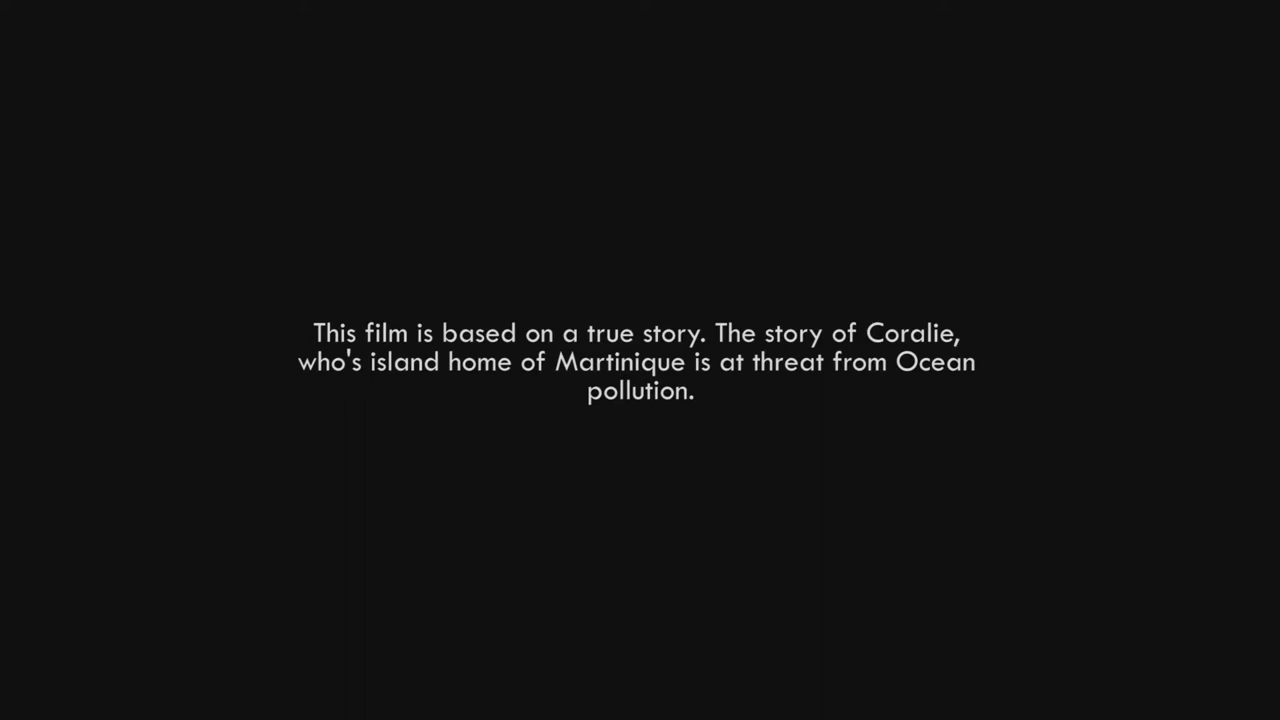 This film is based on a true story. The story of Coralie,
who's island home of Martinique is at threat from Ocean
pollution.